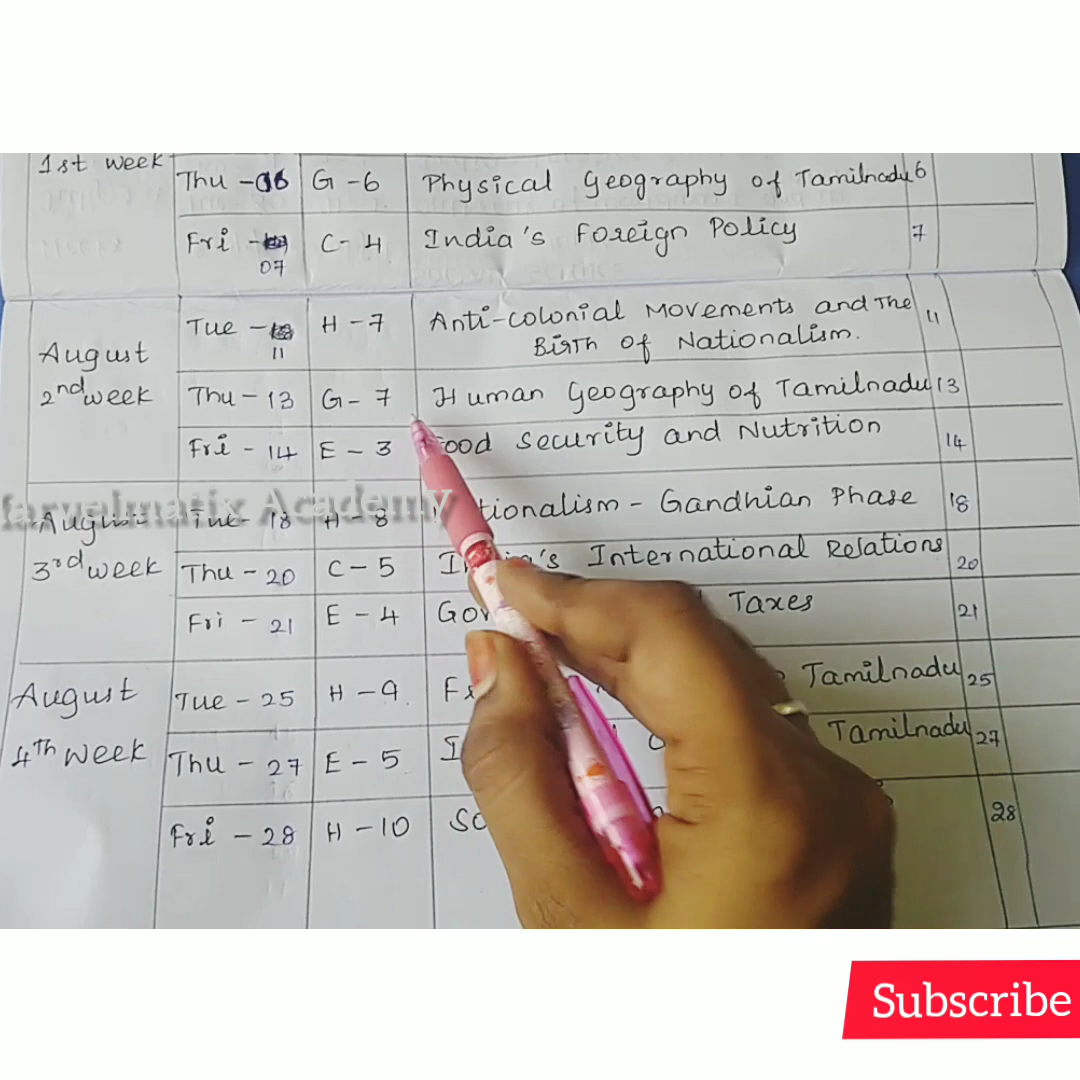 1st week
Thu - 06 G - 6 Physical Geography of Tamilnadu 6
Fri - C - 4 India's Foreign Policy 7
07
August
2nd week
Tue - H - 7 Anti-colonial Movements and The 11
11 Birth of Nationalism.
Thu - 13 G - 7 Human Geography of Tamilnadu 13
Fri - 14 E - 3 Food Security and Nutrition 14
Marvelmatix Academy
August
3rd week
Tue - 18 H - 8 Nationalism - Gandhian Phase 18
Thu - 20 C - 5 India's International Relations 20
Fri - 21 E - 4 Taxes 21
August
4th week
Tue - 25 H - 9 Tamilnadu 25
Thu - 27 E - 5 Tamilnadu 27
Fri - 28 H - 10 28
Subscribe